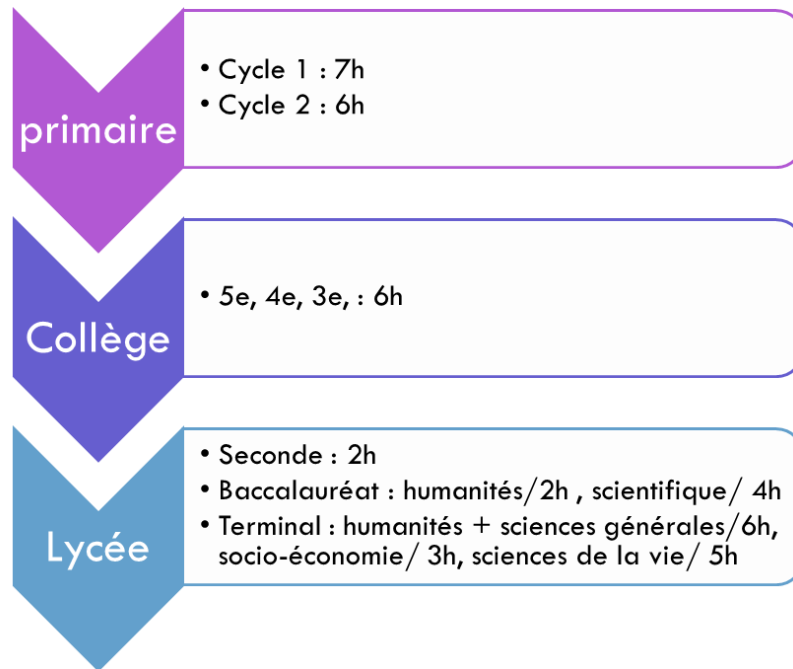 primaire
• Cycle 1 : 7h
• Cycle 2 : 6h
Collège
• 5e, 4e, 3e, : 6h
Lycée
• Seconde : 2h
• Baccalauréat : humanités/2h , scientifique/ 4h
• Terminal : humanités + sciences générales/6h,
socio-économie/ 3h, sciences de la vie/ 5h